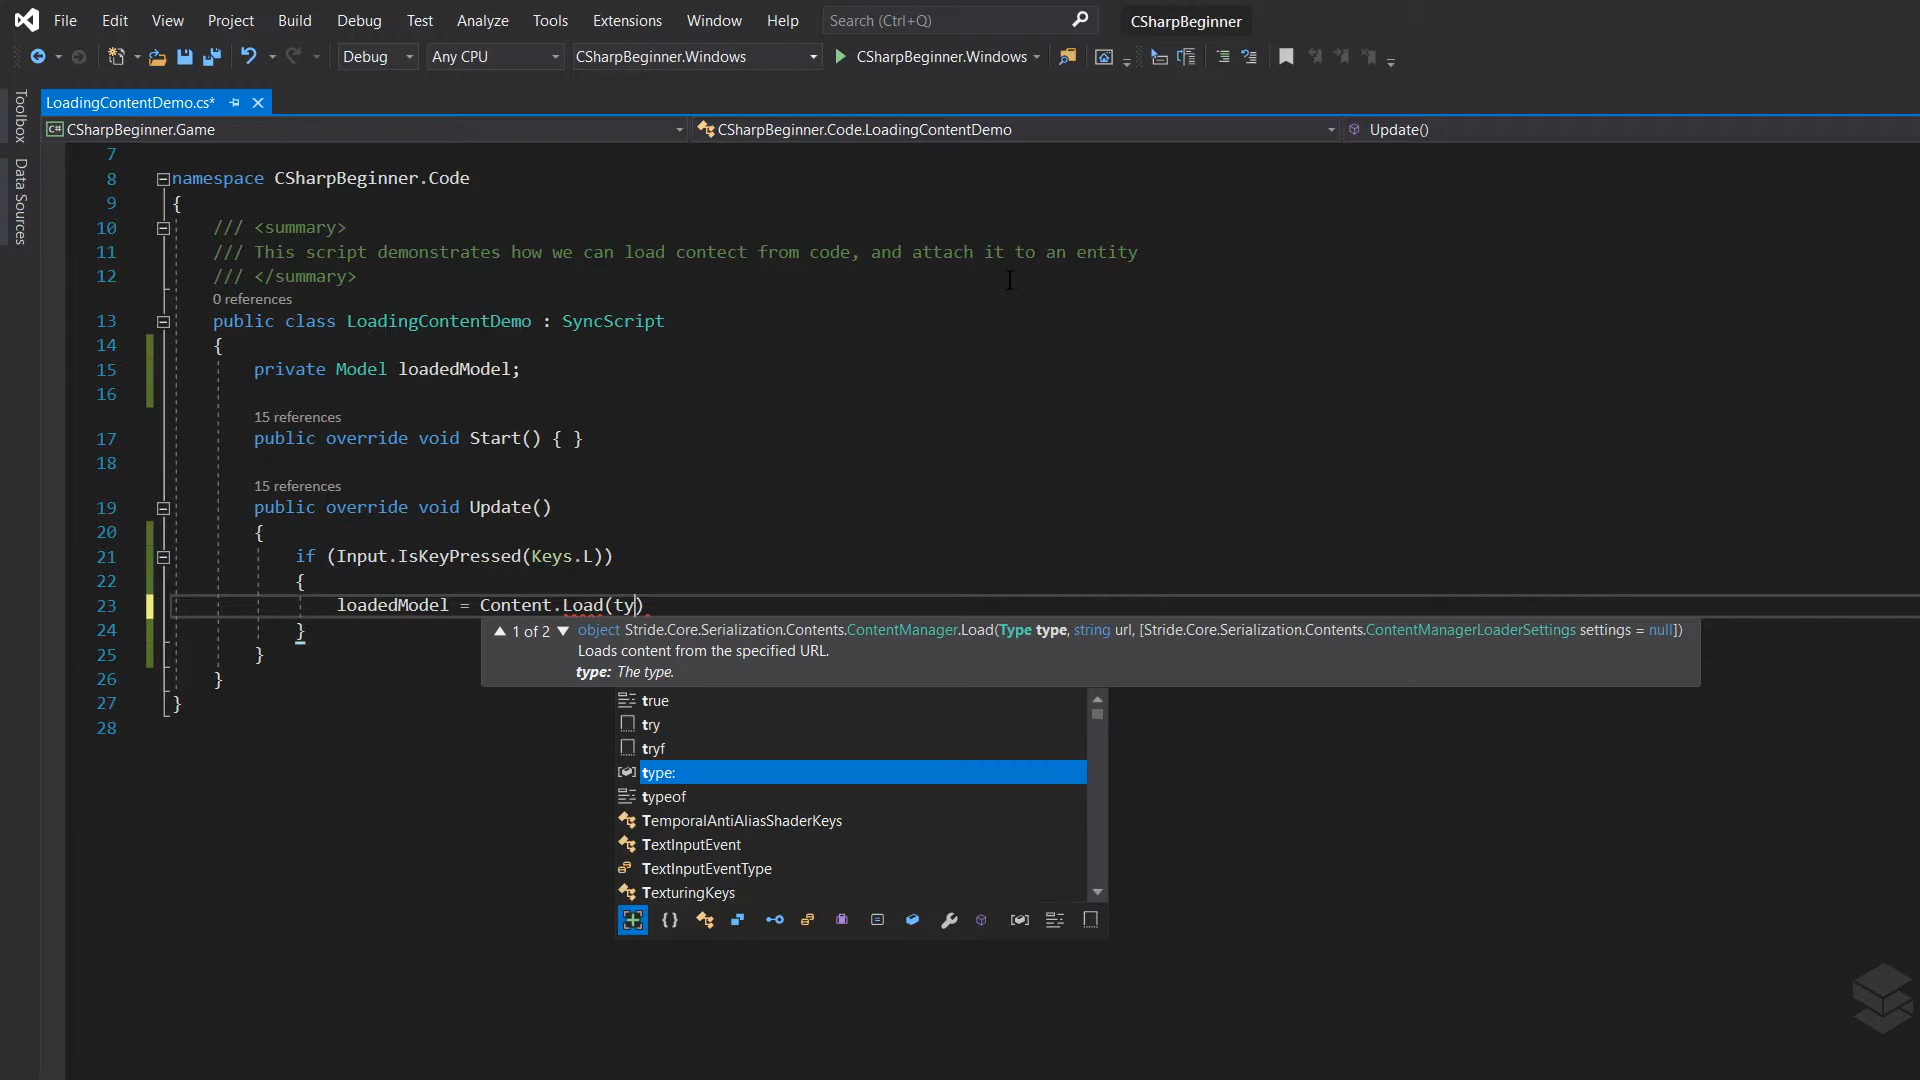 File Edit View Project Build Debug Test Analyze Tools Extensions Window Help Search (Ctrl+Q) CSharpBeginner
Debug Any CPU CSharpBeginner.Windows CSharpBeginner.Windows
Toolbox
Data Sources
LoadingContentDemo.cs*
C# CSharpBeginner.Game CSharpBeginner.Code.LoadingContentDemo Update()
7
8 namespace CSharpBeginner.Code
9 {
10 /// <summary>
11 /// This script demonstrates how we can load contect from code, and attach it to an entity
12 /// </summary>
0 references
13 public class LoadingContentDemo : SyncScript
14 {
15 private Model loadedModel;
16
15 references
17 public override void Start() { }
18
15 references
19 public override void Update()
20 {
21 if (Input.IsKeyPressed(Keys.L))
22 {
23 loadedModel = Content.Load(ty)
24 }
25 }
26 }
27 }
28
▲ 1 of 2 ▼ object Stride.Core.Serialization.Contents.ContentManager.Load(Type type, string url, [Stride.Core.Serialization.Contents.ContentManagerLoaderSettings settings = null])
Loads content from the specified URL.
type: The type.
true
try
tryf
type:
typeof
TemporalAntiAliasShaderKeys
TextInputEvent
TextInputEventType
TexturingKeys